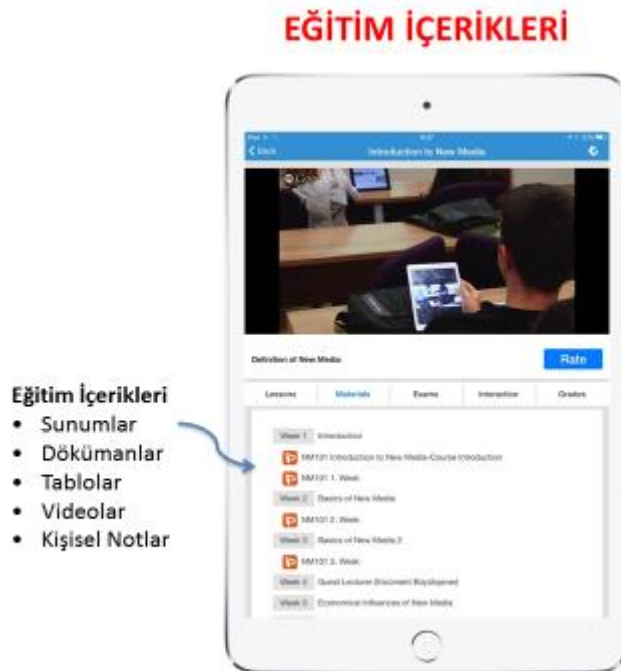 EĞİTİM İÇERİKLERİ
Back
Introduction to New Media
Definition of New Media
Rate
Lessons
Materials
Exams
Interaction
Grades
Eğitim İçerikleri
• Sunumlar
• Dökümanlar
• Tablolar
• Videolar
• Kişisel Notlar
Week 1 Introduction
NM101 Introduction to New Media-Course Introduction
NM101 1. Week
Week 2 Basics of New Media
NM101 2. Week
Week 3 Basics of New Media 2
NM101 3. Week
Week 4 Guest Lecturer
Week 5 Economical Influences of New Media